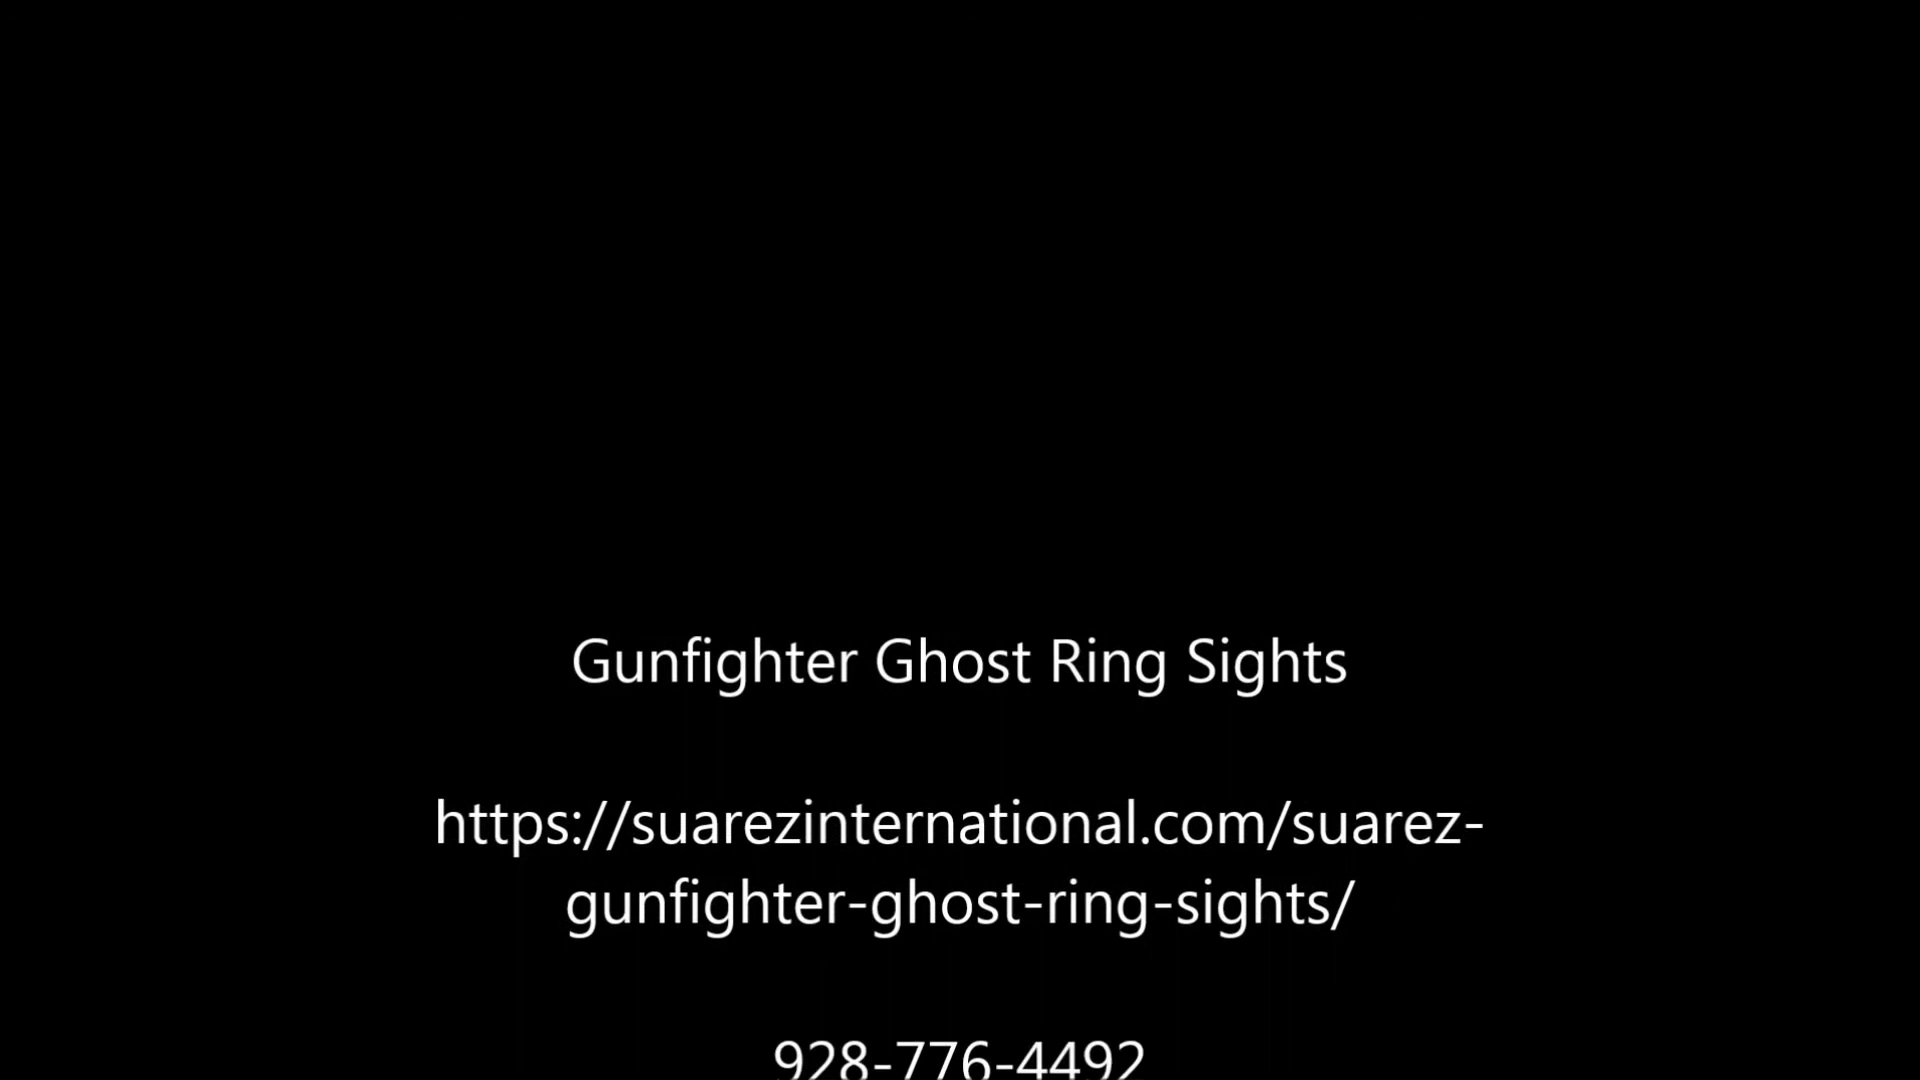 Gunfighter Ghost Ring Sights
https://suarezinternational.com/suarez-
gunfighter-ghost-ring-sights/
928-776-4492